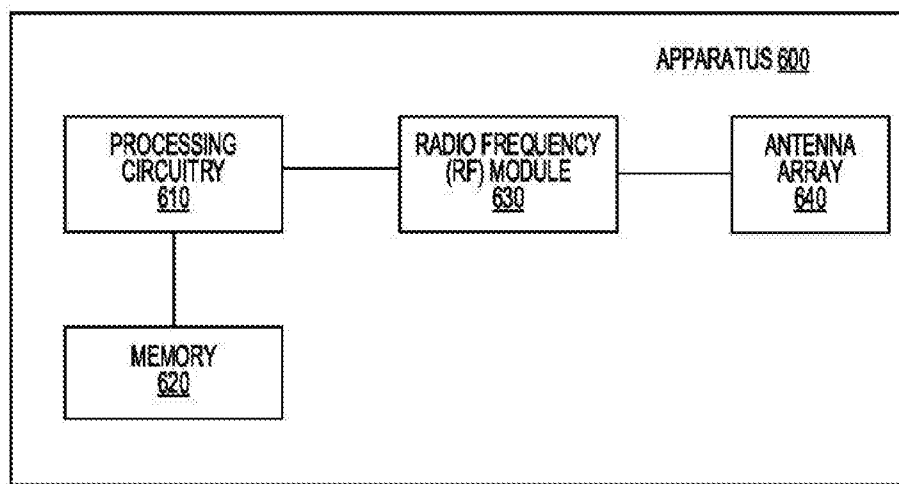 APPARATUS 600
PROCESSING
CIRCUITRY
610
RADIO FREQUENCY
(RF) MODULE
630
ANTENNA
ARRAY
640
MEMORY
620